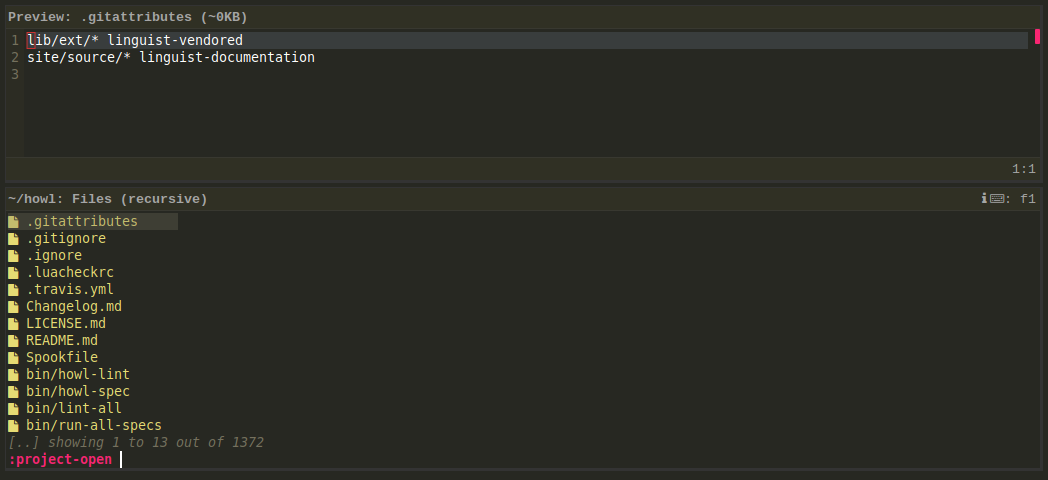 Preview: .gitattributes (~0KB)
1 lib/ext/* linguist-vendored
2 site/source/* linguist-documentation
3
1:1
~/howl: Files (recursive) ℹ⌨: f1
.gitattributes
.gitignore
.ignore
.luacheckrc
.travis.yml
Changelog.md
LICENSE.md
README.md
Spookfile
bin/howl-lint
bin/howl-spec
bin/lint-all
bin/run-all-specs
[..] showing 1 to 13 out of 1372
:project-open